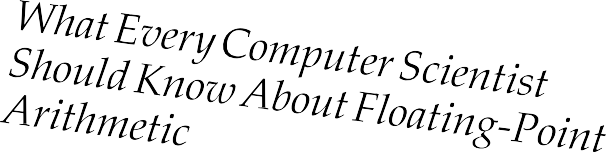 What Every Computer Scientist
Should Know About Floating-Point
Arithmetic